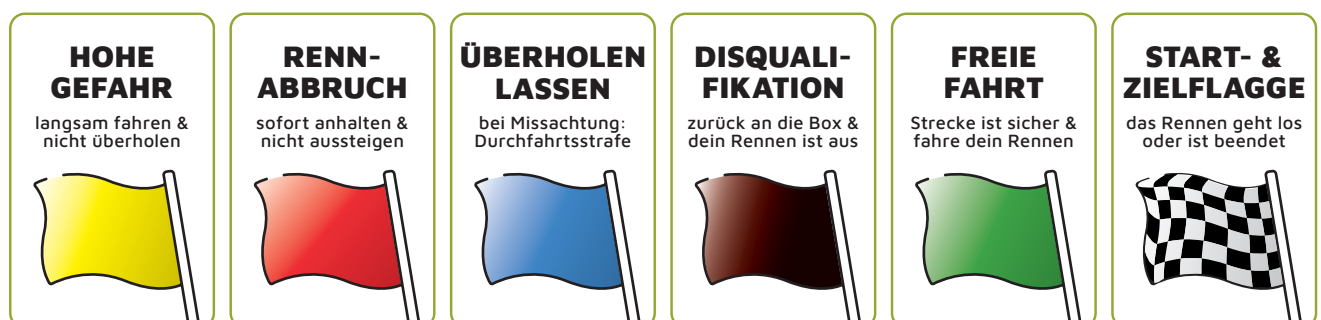 HOHE
GEFAHR
langsam fahren &
nicht überholen
RENN-
ABBRUCH
sofort anhalten &
nicht aussteigen
ÜBERHOLEN
LASSEN
bei Missachtung:
Durchfahrtsstrafe
DISQUALI-
FIKATION
zurück an die Box &
dein Rennen ist aus
FREIE
FAHRT
Strecke ist sicher &
fahre dein Rennen
START- &
ZIELFLAGGE
das Rennen geht los
oder ist beendet